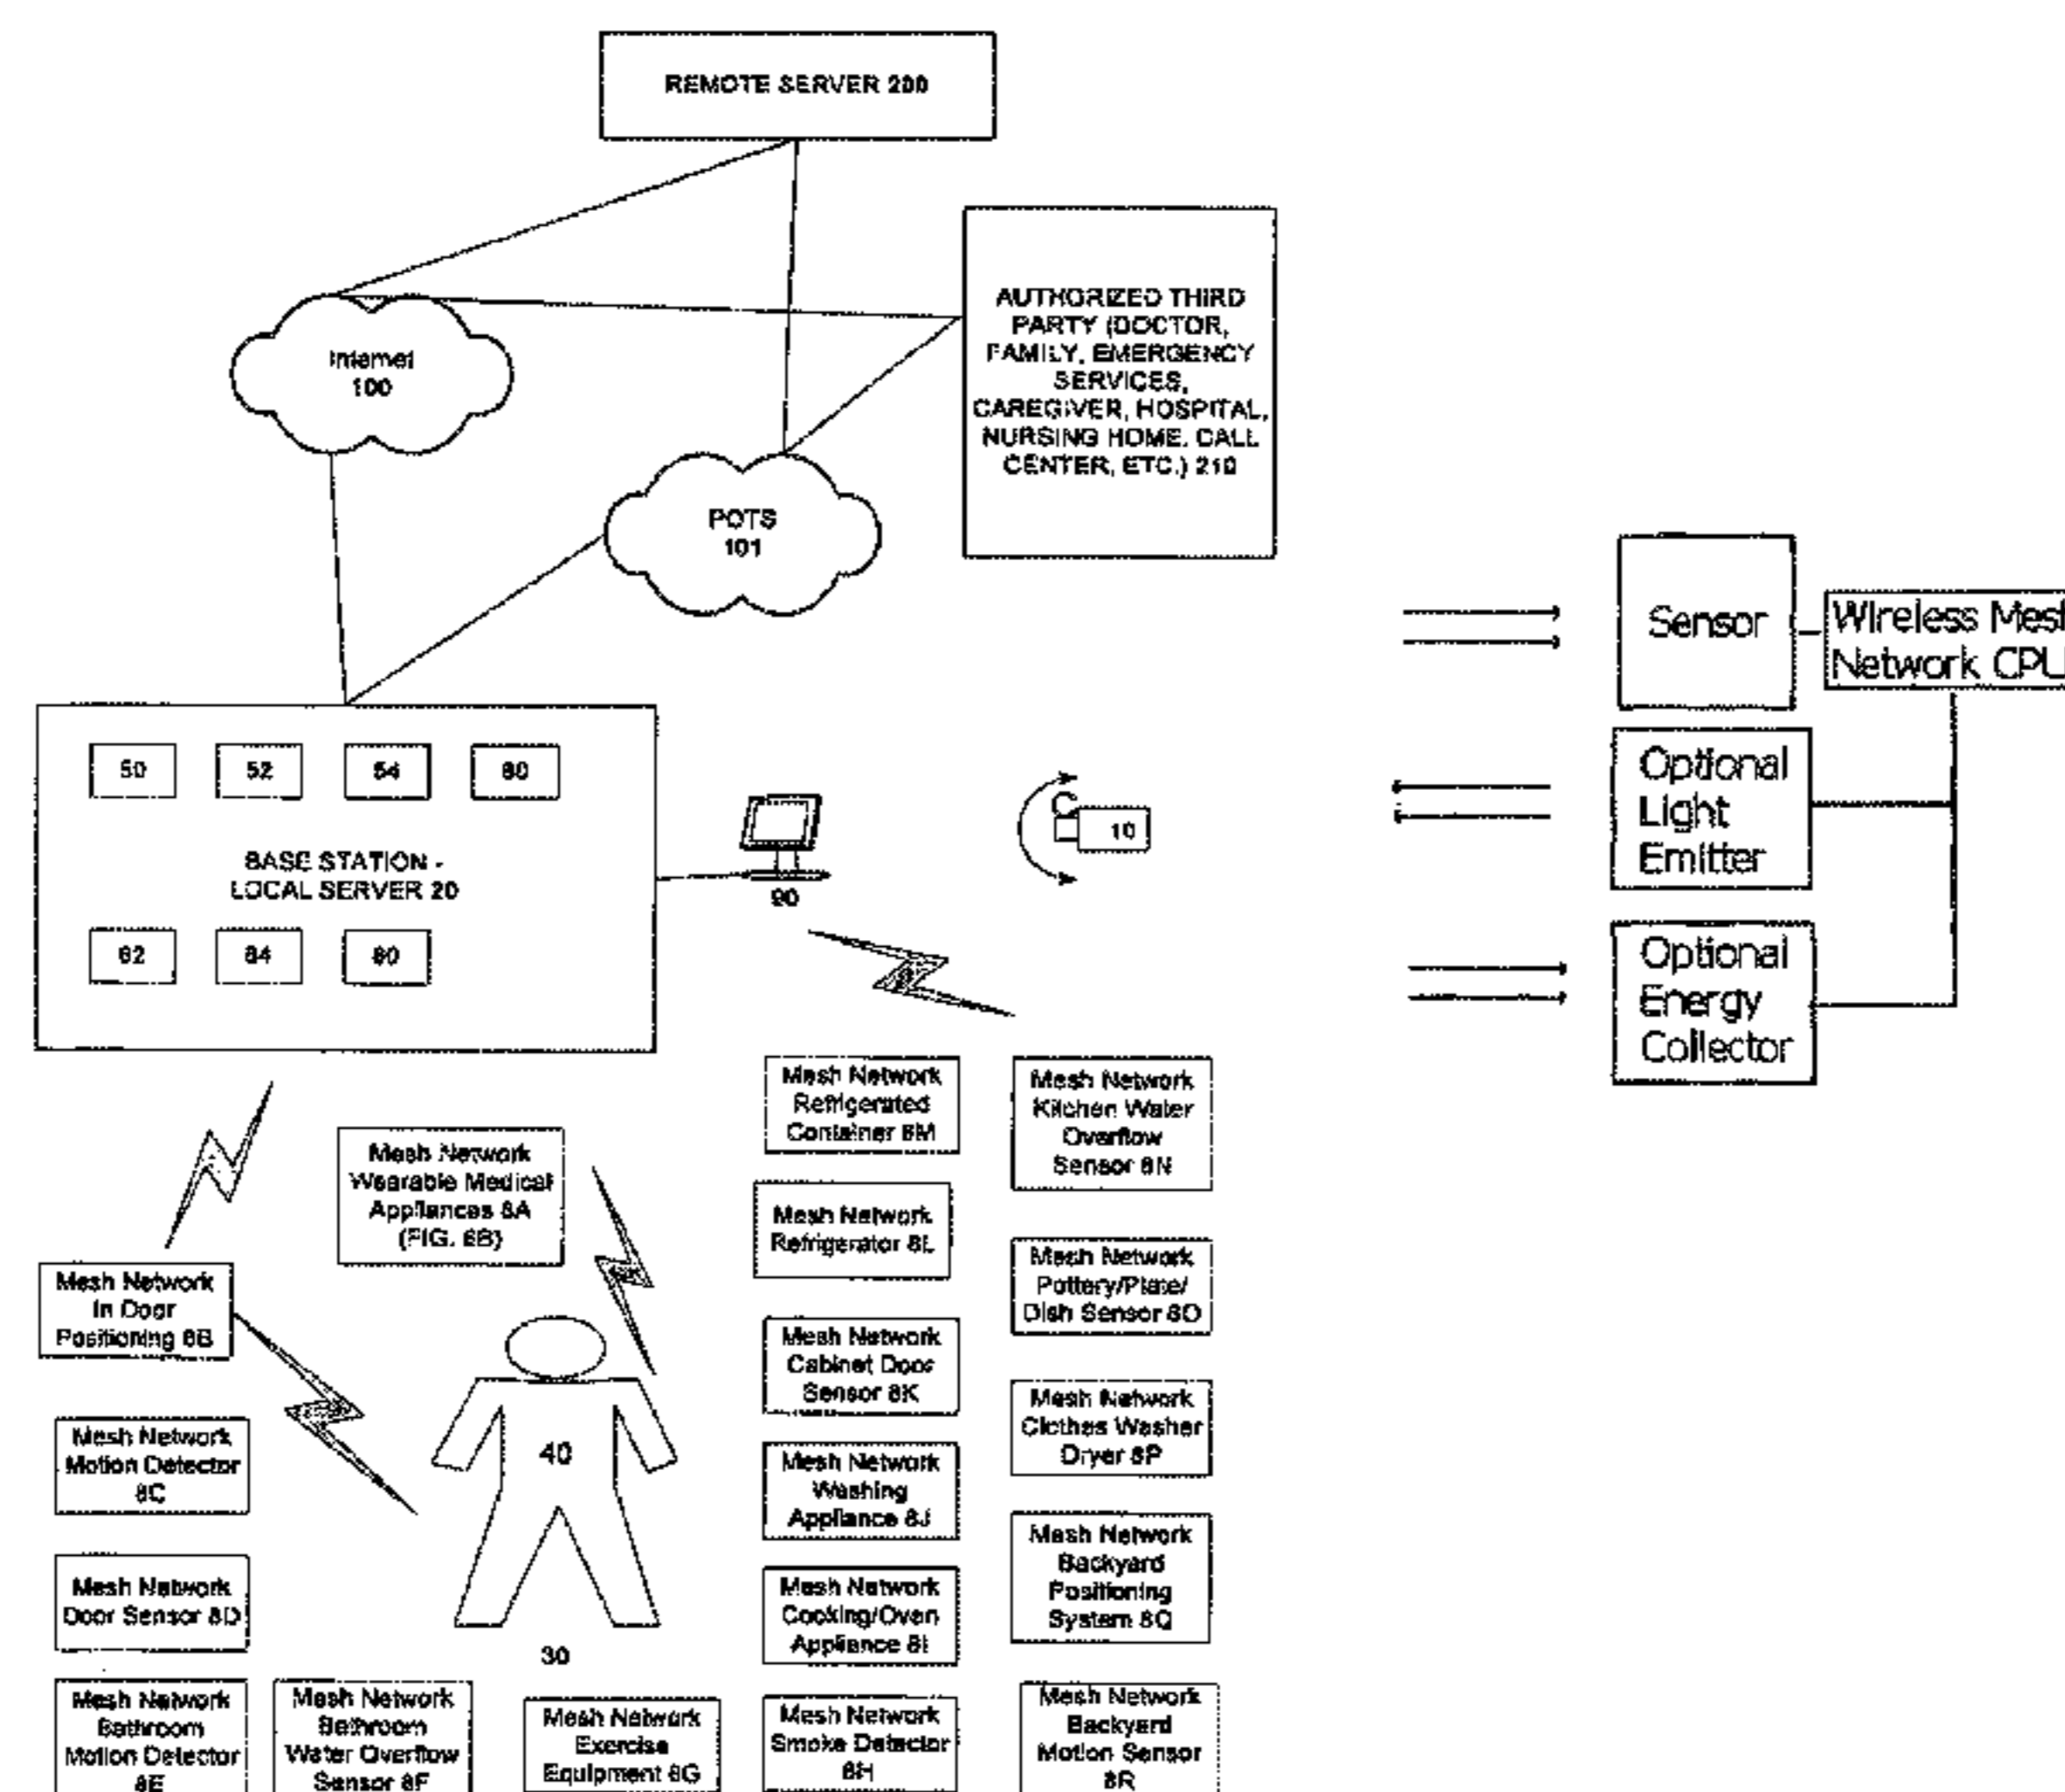 REMOTE SERVER 200
AUTHORIZED THIRD
PARTY (DOCTOR,
FAMILY, EMERGENCY
SERVICES,
CAREGIVER, HOSPITAL,
NURSING HOME, CALL
CENTER, ETC.) 210
Internet
100
POTS
101
Sensor
Wireless Mesh
Network CPU
50
52
54
80
BASE STATION -
LOCAL SERVER 20
82
84
80
90
C
10
Optional
Light
Emitter
Optional
Energy
Collector
Mesh Network
Wearable Medical
Appliances 8A
(FIG. 6B)
Mesh Network
In Door
Positioning 8B
Mesh Network
Motion Detector
8C
Mesh Network
Door Sensor 8D
Mesh Network
Bathroom
Motion Detector
8E
Mesh Network
Bathroom
Water Overflow
Sensor 8F
40
30
Mesh Network
Exercise
Equipment 8G
Mesh Network
Refrigerated
Container 8M
Mesh Network
Refrigerator 8L
Mesh Network
Cabinet Door
Sensor 8K
Mesh Network
Washing
Appliance 8J
Mesh Network
Cooking/Oven
Appliance 8I
Mesh Network
Smoke Detector
8H
Mesh Network
Kitchen Water
Overflow
Sensor 8N
Mesh Network
Pottery/Plate/
Dish Sensor 8O
Mesh Network
Clothes Washer
Dryer 8P
Mesh Network
Backyard
Positioning
System 8Q
Mesh Network
Backyard
Motion Sensor
8R